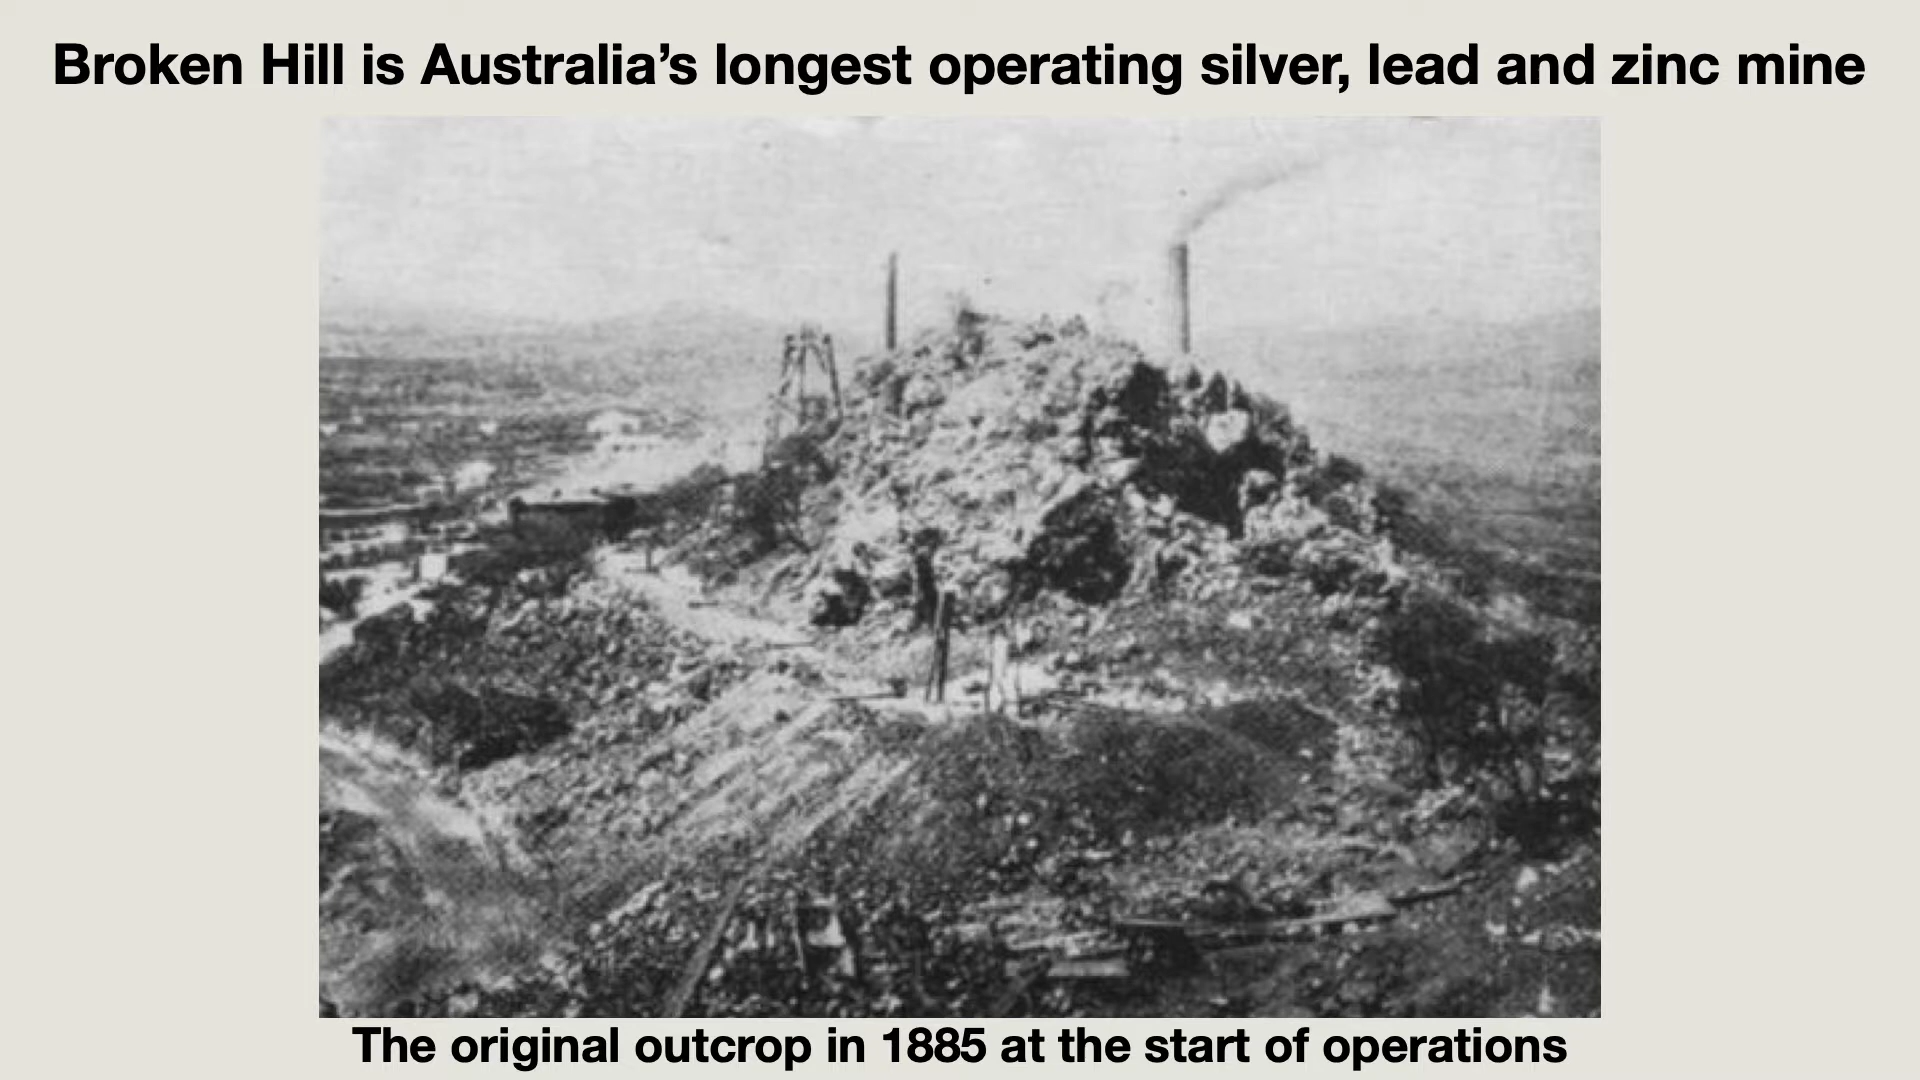 Broken Hill is Australia’s longest operating silver, lead and zinc mine
The original outcrop in 1885 at the start of operations